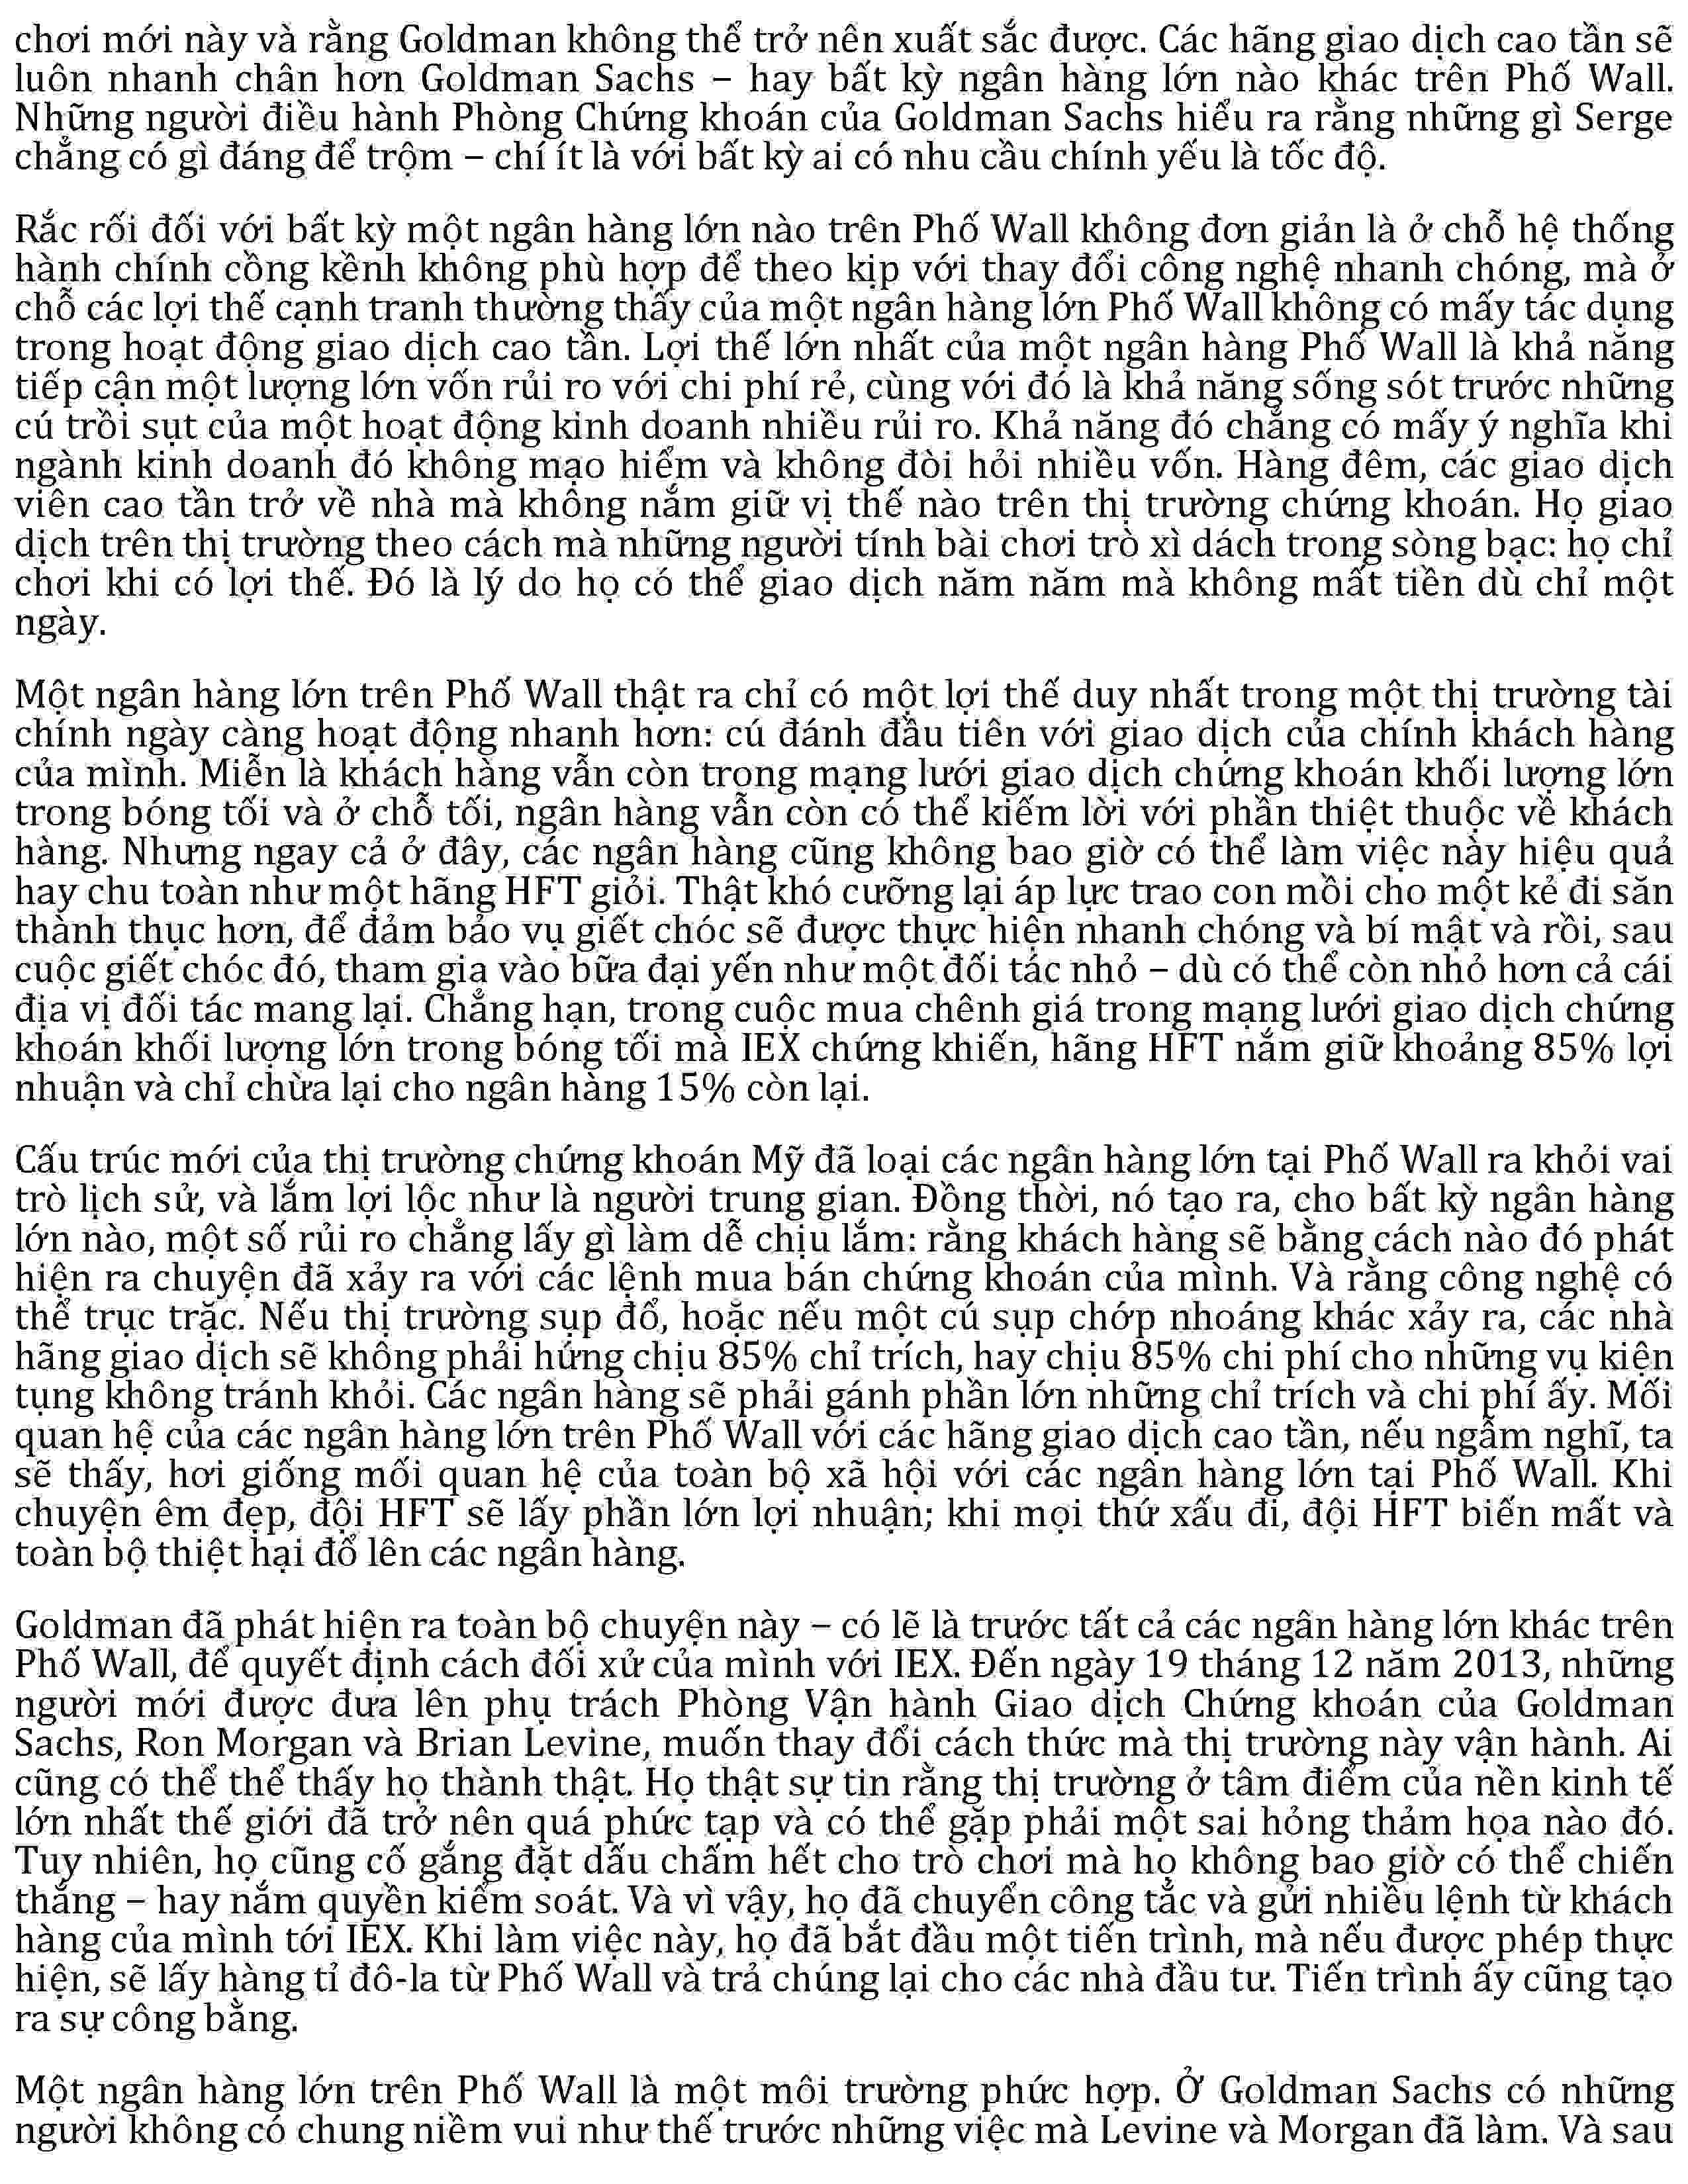 chơi mới này và rằng Goldman không thể trở nên xuất sắc được. Các hãng giao dịch cao tần sẽ
luôn nhanh chân hơn Goldman Sachs – hay bất kỳ ngân hàng lớn nào khác trên Phố Wall.
Những người điều hành Phòng Chứng khoán của Goldman Sachs hiểu ra rằng những gì Serge
chẳng có gì đáng để trộm – chí ít là với bất kỳ ai có nhu cầu chính yếu là tốc độ.
Rắc rối đối với bất kỳ một ngân hàng lớn nào trên Phố Wall không đơn giản là ở chỗ hệ thống
hành chính cồng kềnh không phù hợp để theo kịp với thay đổi công nghệ nhanh chóng, mà ở
chỗ các lợi thế cạnh tranh thường thấy của một ngân hàng lớn Phố Wall không có mấy tác dụng
trong hoạt động giao dịch cao tần. Lợi thế lớn nhất của một ngân hàng Phố Wall là khả năng
tiếp cận một lượng lớn vốn rủi ro với chi phí rẻ, cùng với đó là khả năng sống sót trước những
cú trồi sụt của một hoạt động kinh doanh nhiều rủi ro. Khả năng đó chẳng có mấy ý nghĩa khi
ngành kinh doanh đó không mạo hiểm và không đòi hỏi nhiều vốn. Hàng đêm, các giao dịch
viên cao tần trở về nhà mà không nắm giữ vị thế nào trên thị trường chứng khoán. Họ giao
dịch trên thị trường theo cách mà những người tính bài chơi trò xì dách trong sòng bạc: họ chỉ
chơi khi có lợi thế. Đó là lý do họ có thể giao dịch năm năm mà không mất tiền dù chỉ một
ngày.
Một ngân hàng lớn trên Phố Wall thật ra chỉ có một lợi thế duy nhất trong một thị trường tài
chính ngày càng hoạt động nhanh hơn: cú đánh đầu tiên với giao dịch của chính khách hàng
của mình. Miễn là khách hàng vẫn còn trong mạng lưới giao dịch chứng khoán khối lượng lớn
trong bóng tối và ở chỗ tối, ngân hàng vẫn còn có thể kiếm lời với phần thiệt thuộc về khách
hàng. Nhưng ngay cả ở đây, các ngân hàng cũng không bao giờ có thể làm việc này hiệu quả
hay chu toàn như một hãng HFT giỏi. Thật khó cưỡng lại áp lực trao con mồi cho một kẻ đi săn
thành thục hơn, để đảm bảo vụ giết chóc sẽ được thực hiện nhanh chóng và bí mật và rồi, sau
cuộc giết chóc đó, tham gia vào bữa đại yến như một đối tác nhỏ – dù có thể còn nhỏ hơn cả cái
địa vị đối tác mang lại. Chẳng hạn, trong cuộc mua chênh giá trong mạng lưới giao dịch chứng
khoán khối lượng lớn trong bóng tối mà IEX chứng khiến, hãng HFT nắm giữ khoảng 85% lợi
nhuận và chỉ chừa lại cho ngân hàng 15% còn lại.
Cấu trúc mới của thị trường chứng khoán Mỹ đã loại các ngân hàng lớn tại Phố Wall ra khỏi vai
trò lịch sử, và lắm lợi lộc như là người trung gian. Đồng thời, nó tạo ra, cho bất kỳ ngân hàng
lớn nào, một số rủi ro chẳng lấy gì làm dễ chịu lắm: rằng khách hàng sẽ bằng cách nào đó phát
hiện ra chuyện đã xảy ra với các lệnh mua bán chứng khoán của mình. Và rằng công nghệ có
thể trục trặc. Nếu thị trường sụp đổ, hoặc nếu một cú sụp chớp nhoáng khác xảy ra, các nhà
hãng giao dịch sẽ không phải hứng chịu 85% chỉ trích, hay chịu 85% chi phí cho những vụ kiện
tụng không tránh khỏi. Các ngân hàng sẽ phải gánh phần lớn những chỉ trích và chi phí ấy. Mối
quan hệ của các ngân hàng lớn trên Phố Wall với các hãng giao dịch cao tần, nếu ngẫm nghĩ, ta
sẽ thấy, hơi giống mối quan hệ của toàn bộ xã hội với các ngân hàng lớn tại Phố Wall. Khi
chuyện êm đẹp, đội HFT sẽ lấy phần lớn lợi nhuận; khi mọi thứ xấu đi, đội HFT biến mất và
toàn bộ thiệt hại đổ lên các ngân hàng.
Goldman đã phát hiện ra toàn bộ chuyện này – có lẽ là trước tất cả các ngân hàng lớn khác trên
Phố Wall, để quyết định cách đối xử của mình với IEX. Đến ngày 19 tháng 12 năm 2013, những
người mới được đưa lên phụ trách Phòng Vận hành Giao dịch Chứng khoán của Goldman
Sachs, Ron Morgan và Brian Levine, muốn thay đổi cách thức mà thị trường này vận hành. Ai
cũng có thể thể thấy họ thành thật. Họ thật sự tin rằng thị trường ở tâm điểm của nền kinh tế
lớn nhất thế giới đã trở nên quá phức tạp và có thể gặp phải một sai hỏng thảm họa nào đó.
Tuy nhiên, họ cũng cố gắng đặt dấu chấm hết cho trò chơi mà họ không bao giờ có thể chiến
thắng – hay nắm quyền kiểm soát. Và vì vậy, họ đã chuyển công tắc và gửi nhiều lệnh từ khách
hàng của mình tới IEX. Khi làm việc này, họ đã bắt đầu một tiến trình, mà nếu được phép thực
hiện, sẽ lấy hàng tỉ đô-la từ Phố Wall và trả chúng lại cho các nhà đầu tư. Tiến trình ấy cũng tạo
ra sự công bằng.
Một ngân hàng lớn trên Phố Wall là một môi trường phức hợp. Ở Goldman Sachs có những
người không có chung niềm vui như thế trước những việc mà Levine và Morgan đã làm. Và sau